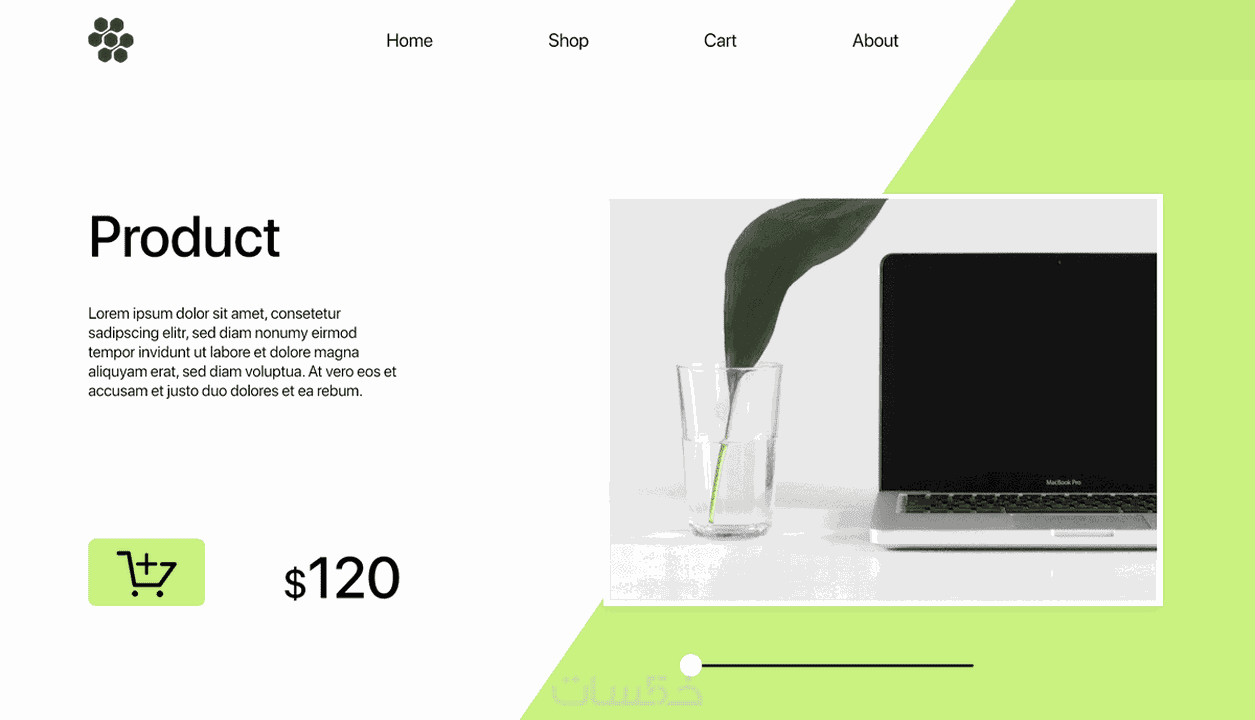 Home
Shop
Cart
About
Product
Lorem ipsum dolor sit amet, consetetur
sadipscing elitr, sed diam nonumy eirmod
tempor invidunt ut labore et dolore magna
aliquyam erat, sed diam voluptua. At vero eos et
accusam et justo duo dolores et ea rebum.
MacBook Pro
$120
خمسات